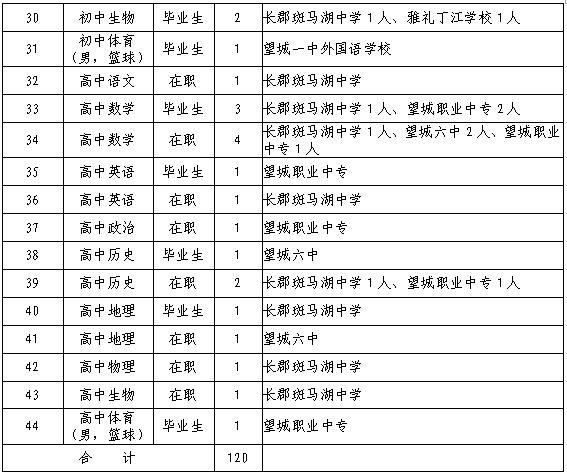 30 初中生物 毕业生 2 长郡斑马湖中学1人、雅礼丁江学校1人
31 初中体育（男，篮球） 毕业生 1 望城一中外国语学校
32 高中语文 在职 1 长郡斑马湖中学
33 高中数学 毕业生 3 长郡斑马湖中学1人、望城职业中专2人
34 高中数学 在职 4 长郡斑马湖中学1人、望城六中2人、望城职业
中专1人
35 高中英语 毕业生 1 望城职业中专
36 高中英语 在职 1 长郡斑马湖中学
37 高中政治 在职 1 望城职业中专
38 高中历史 毕业生 1 望城六中
39 高中历史 在职 2 长郡斑马湖中学1人、望城职业中专1人
40 高中地理 毕业生 1 长郡斑马湖中学
41 高中地理 在职 1 望城六中
42 高中物理 在职 1 长郡斑马湖中学
43 高中生物 在职 1 长郡斑马湖中学
44 高中体育（男，篮球） 毕业生 1 望城职业中专
合 计 120